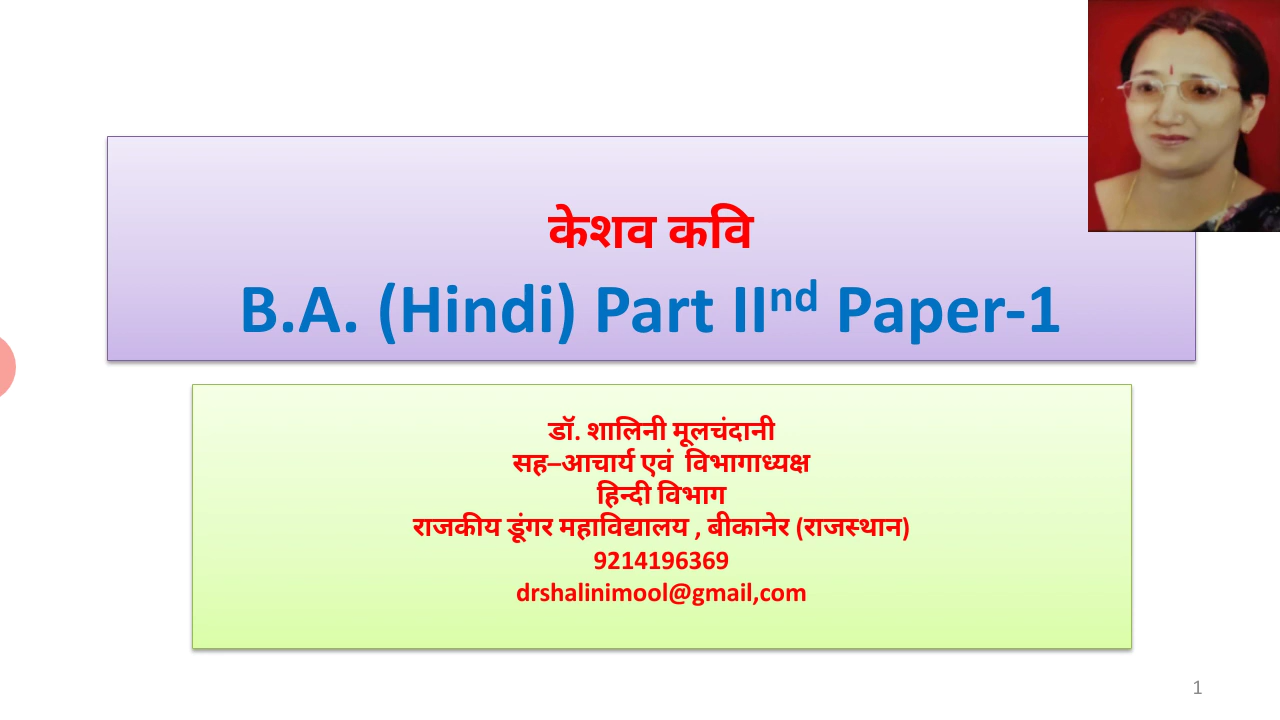 केशव कवि
B.A. (Hindi) Part IInd Paper-1
डॉ. शालिनी मूलचंदानी
सह–आचार्य एवं  विभागाध्यक्ष
हिन्दी विभाग
राजकीय डूंगर महाविद्यालय , बीकानेर (राजस्थान)
9214196369
drshalinimool@gmail,com
1